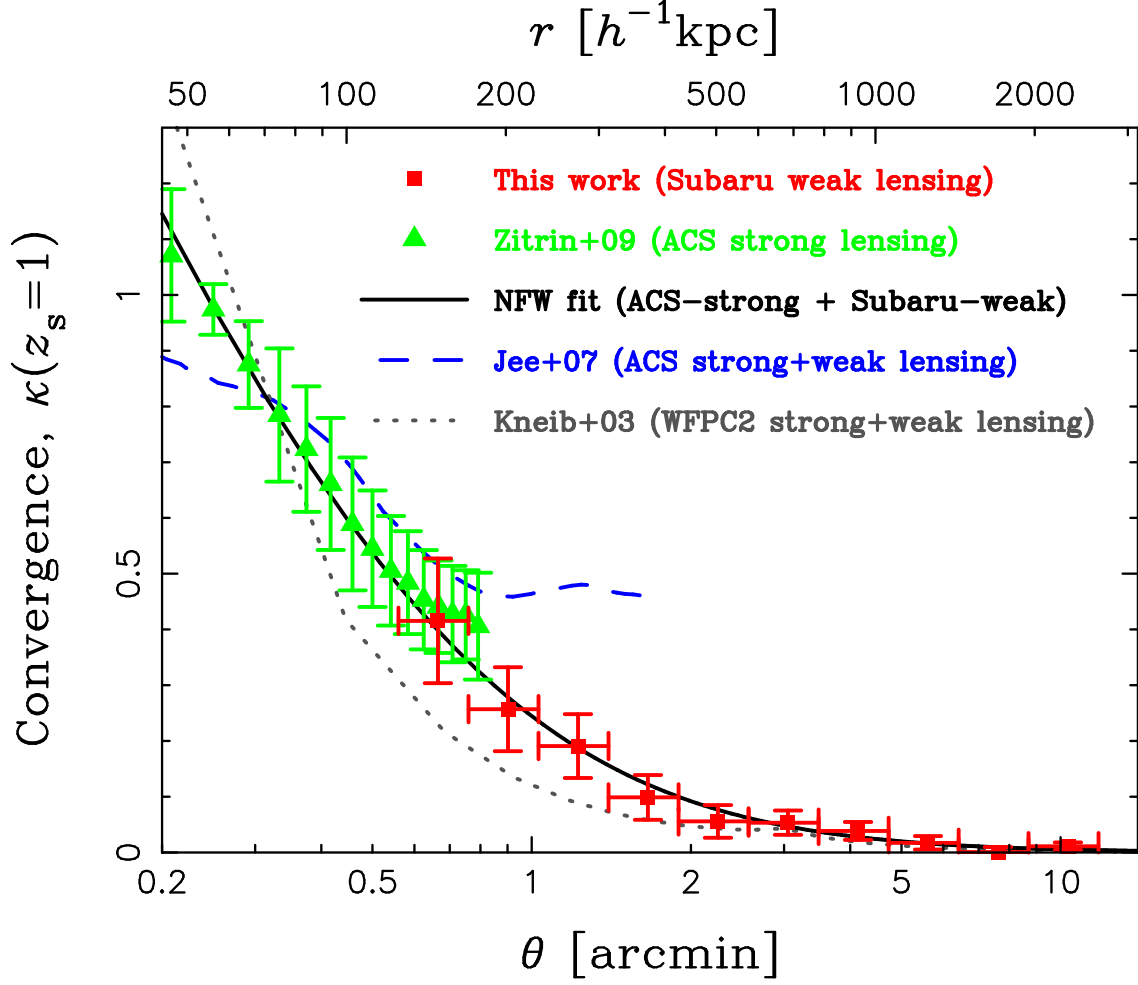 r [h⁻¹kpc]
50 100 200 500 1000 2000
This work (Subaru weak lensing)
Zitrin+09 (ACS strong lensing)
NFW fit (ACS−strong + Subaru−weak)
Jee+07 (ACS strong+weak lensing)
Kneib+03 (WFPC2 strong+weak lensing)
Convergence, κ(zₛ=1)
1
0.5
0
0.2 0.5 1 2 5 10
θ [arcmin]